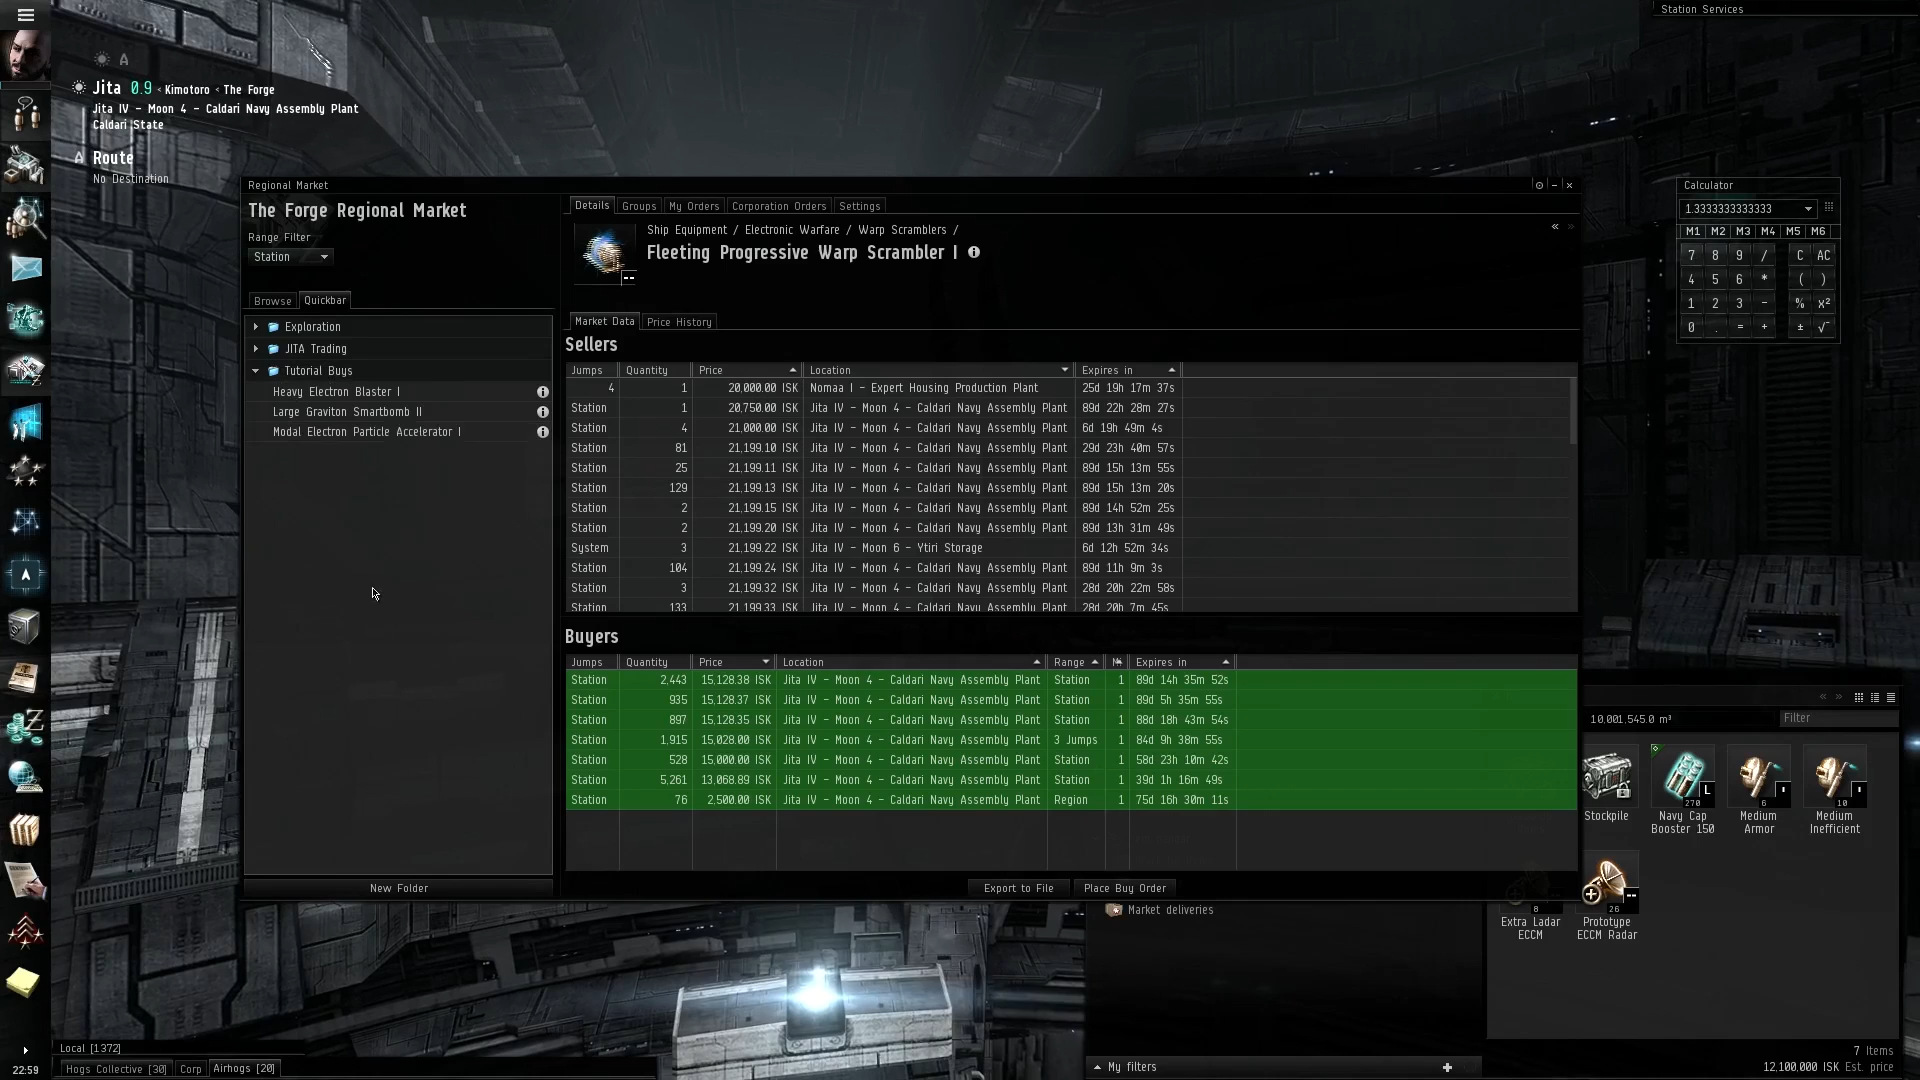 Station Services
Jita 0.9 < Kimotoro < The Forge
Jita IV - Moon 4 - Caldari Navy Assembly Plant
Caldari State
Route
No Destination
Regional Market
The Forge Regional Market
Range Filter
Station
Browse Quickbar
Exploration
JITA Trading
Tutorial Buys
Heavy Electron Blaster I
Large Graviton Smartbomb II
Modal Electron Particle Accelerator I
New Folder
Details Groups My Orders Corporation Orders Settings
Ship Equipment / Electronic Warfare / Warp Scramblers /
Fleeting Progressive Warp Scrambler I
Market Data Price History
Sellers
Jumps Quantity Price Location Expires in
4 1 20,000.00 ISK Nomaa I - Expert Housing Production Plant 25d 19h 17m 37s
Station 1 20,750.00 ISK Jita IV - Moon 4 - Caldari Navy Assembly Plant 89d 22h 28m 27s
Station 4 21,000.00 ISK Jita IV - Moon 4 - Caldari Navy Assembly Plant 6d 19h 49m 4s
Station 81 21,199.10 ISK Jita IV - Moon 4 - Caldari Navy Assembly Plant 29d 23h 40m 57s
Station 25 21,199.11 ISK Jita IV - Moon 4 - Caldari Navy Assembly Plant 89d 15h 13m 55s
Station 129 21,199.13 ISK Jita IV - Moon 4 - Caldari Navy Assembly Plant 89d 15h 13m 20s
Station 2 21,199.15 ISK Jita IV - Moon 4 - Caldari Navy Assembly Plant 89d 14h 52m 25s
Station 2 21,199.20 ISK Jita IV - Moon 4 - Caldari Navy Assembly Plant 89d 13h 31m 49s
System 3 21,199.22 ISK Jita IV - Moon 6 - Ytiri Storage 6d 12h 52m 34s
Station 104 21,199.24 ISK Jita IV - Moon 4 - Caldari Navy Assembly Plant 89d 11h 9m 3s
Station 3 21,199.32 ISK Jita IV - Moon 4 - Caldari Navy Assembly Plant 28d 20h 22m 58s
Station 133 21,199.33 ISK Jita IV - Moon 4 - Caldari Navy Assembly Plant 28d 20h 7m 45s
Buyers
Jumps Quantity Price Location Range Expires in
Station 2,443 15,128.38 ISK Jita IV - Moon 4 - Caldari Navy Assembly Plant Station 1 89d 14h 35m 52s
Station 935 15,128.37 ISK Jita IV - Moon 4 - Caldari Navy Assembly Plant Station 1 89d 5h 35m 55s
Station 897 15,128.35 ISK Jita IV - Moon 4 - Caldari Navy Assembly Plant Station 1 88d 18h 43m 54s
Station 1,915 15,028.00 ISK Jita IV - Moon 4 - Caldari Navy Assembly Plant 3 Jumps 1 84d 9h 38m 55s
Station 528 15,000.00 ISK Jita IV - Moon 4 - Caldari Navy Assembly Plant Station 1 58d 23h 10m 42s
Station 5,261 13,068.89 ISK Jita IV - Moon 4 - Caldari Navy Assembly Plant Station 1 39d 1h 16m 49s
Station 76 2,500.00 ISK Jita IV - Moon 4 - Caldari Navy Assembly Plant Region 1 75d 16h 30m 11s
Export to File Place Buy Order
Calculator
1.3333333333333
M1 M2 M3 M4 M5 M6
7 8 9 / C AC
4 5 6 * ( )
1 2 3 - % x²
0 . = + ± √
10,001,545.0 m³ Filter
270 L 6 10
Stockpile Navy Cap Booster 150 Medium Armor Medium Inefficient
8 26
Extra Ladar ECCM Prototype ECCM Radar
Market deliveries
My filters
7 Items
12,100,000 ISK Est. price
Local [1372]
Hogs Collective [30] Corp Airhogs [20]
22:59